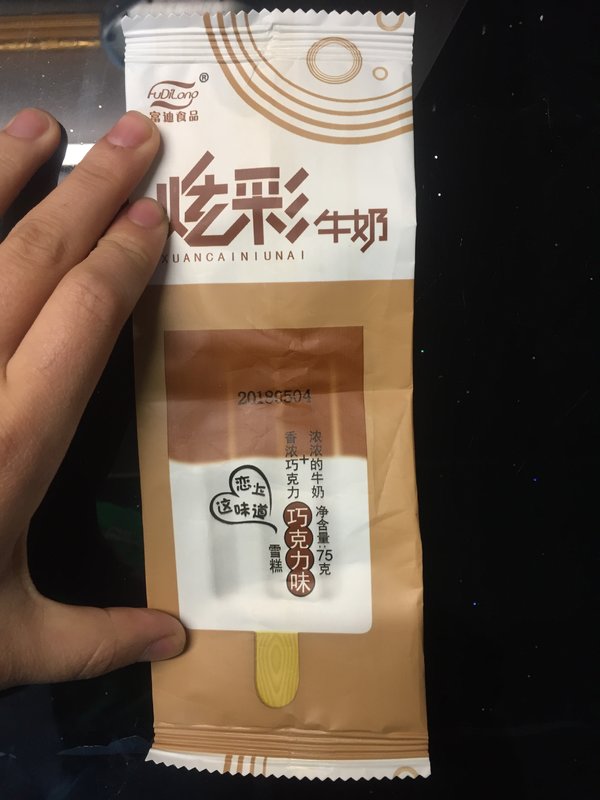 FuDiLong®
富迪食品
炫彩牛奶
XUANCAINIUNAI
20180504
浓浓的牛奶
+
香浓巧克力
恋上
这味道
净含量:75克
巧克力味
雪糕